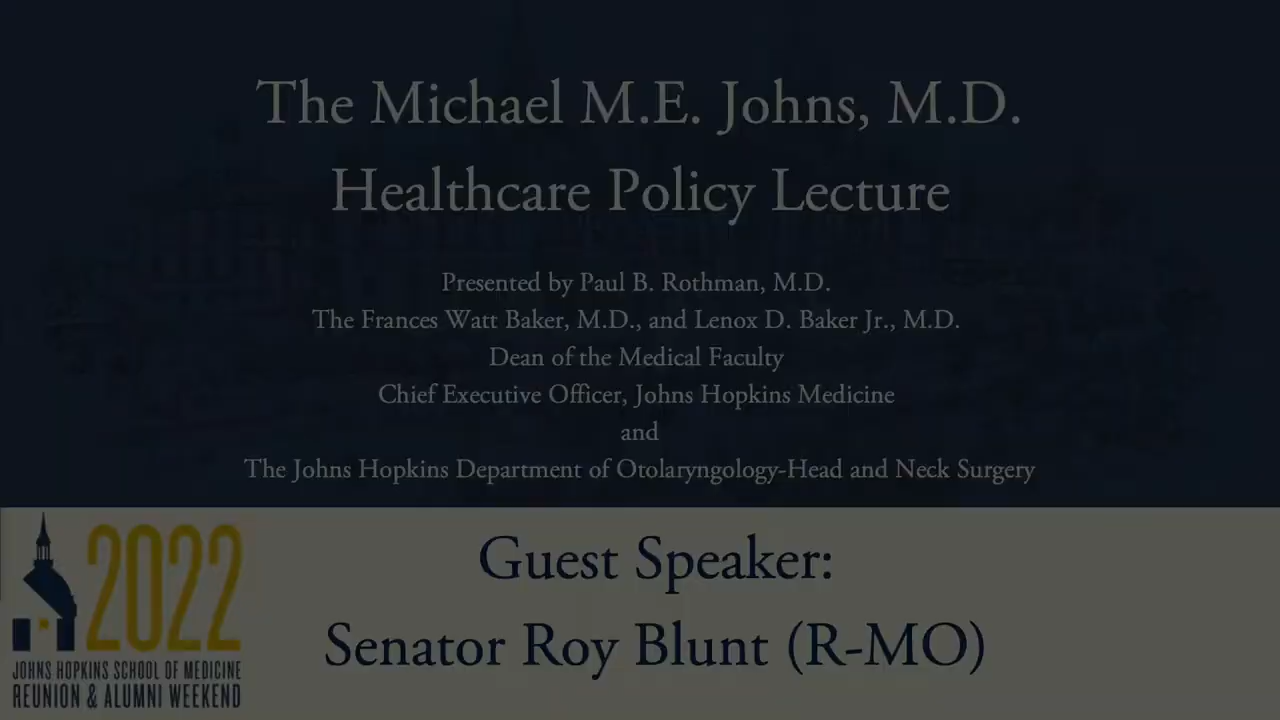 The Michael M.E. Johns, M.D.
Healthcare Policy Lecture
Presented by Paul B. Rothman, M.D.
The Frances Watt Baker, M.D., and Lenox D. Baker Jr., M.D.
Dean of the Medical Faculty
Chief Executive Officer, Johns Hopkins Medicine
and
The Johns Hopkins Department of Otolaryngology-Head and Neck Surgery
2022
JOHNS HOPKINS SCHOOL OF MEDICINE
REUNION & ALUMNI WEEKEND
Guest Speaker:
Senator Roy Blunt (R-MO)